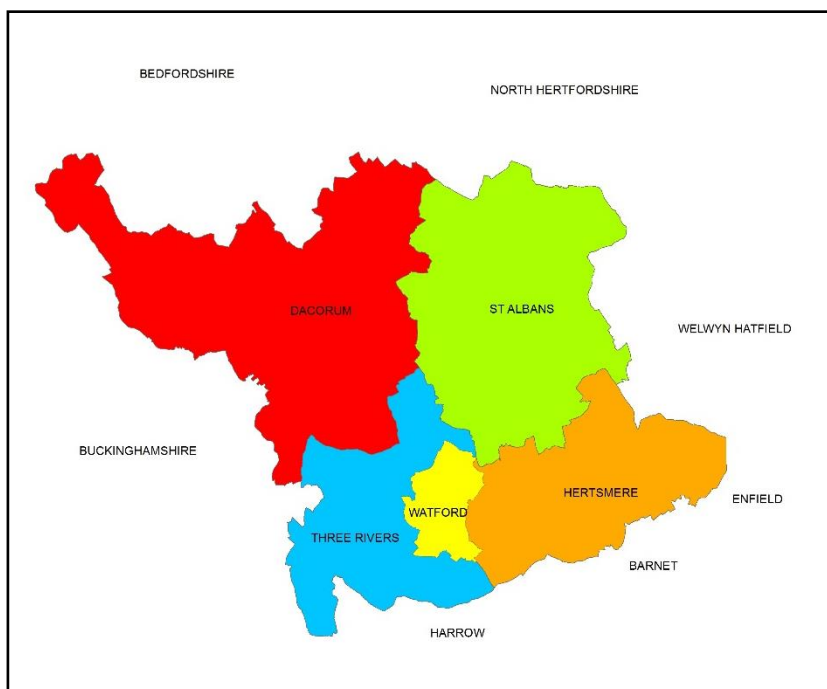 BEDFORDSHIRE
NORTH HERTFORDSHIRE
DACORUM
ST ALBANS
WELWYN HATFIELD
BUCKINGHAMSHIRE
HERTSMERE
ENFIELD
WATFORD
THREE RIVERS
BARNET
HARROW